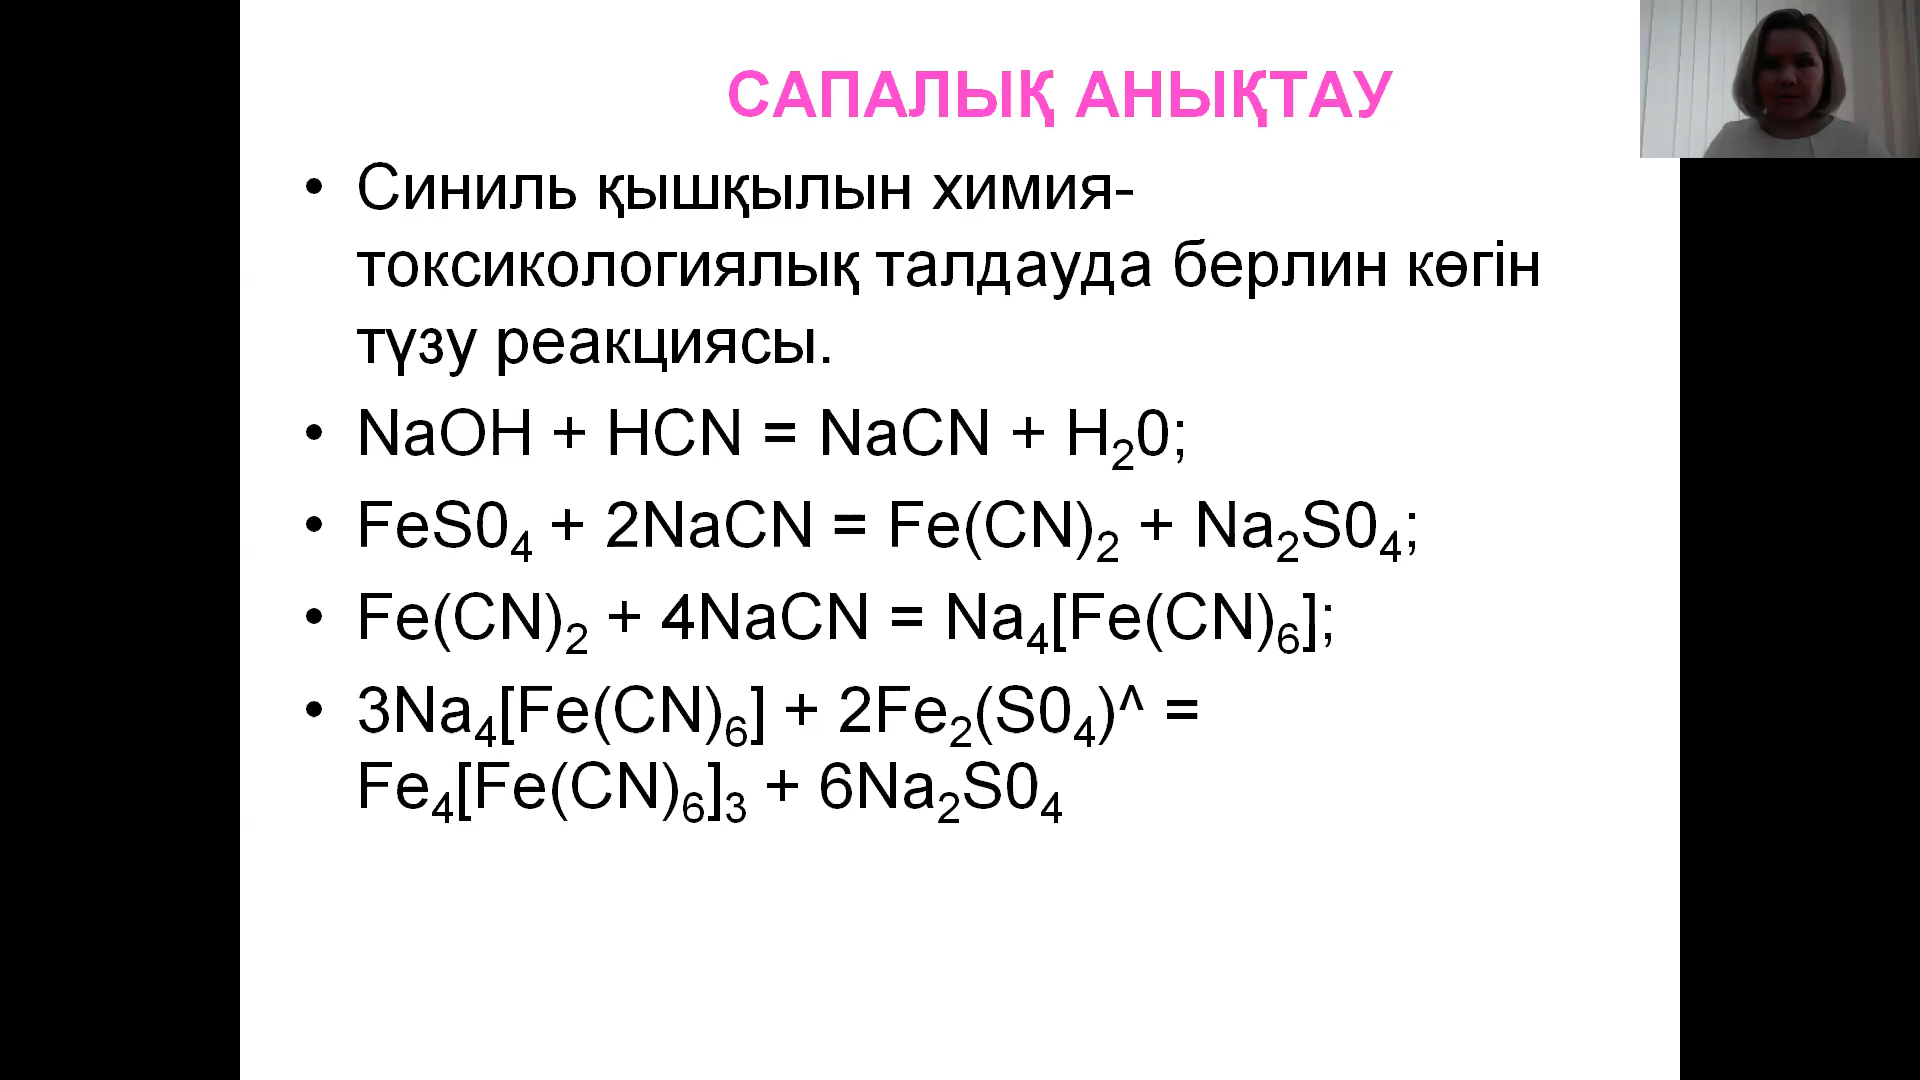 САПАЛЫҚ АНЫҚТАУ
• Синиль қышқылын химия-
токсикологиялық талдауда берлин көгін
түзу реакциясы.
• NaOH + HCN = NaCN + H₂0;
• FeS0₄ + 2NaCN = Fe(CN)₂ + Na₂S0₄;
• Fe(CN)₂ + 4NaCN = Na₄[Fe(CN)₆];
• 3Na₄[Fe(CN)₆] + 2Fe₂(S0₄)^ =
Fe₄[Fe(CN)₆]₃ + 6Na₂S0₄